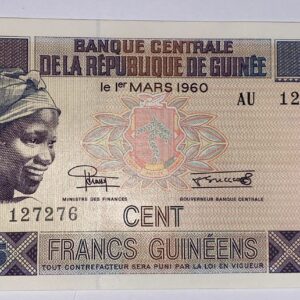 BANQUE CENTRALE
DE LA RÉPUBLIQUE DE GUINÉE
le 1er MARS 1960
AU 12
MINISTRE DES FINANCES
GOUVERNEUR BANQUE CENTRALE
127276
CENT
FRANCS GUINÉENS
TOUT CONTREFACTEUR SERA PUNI PAR LA LOI EN VIGUEUR